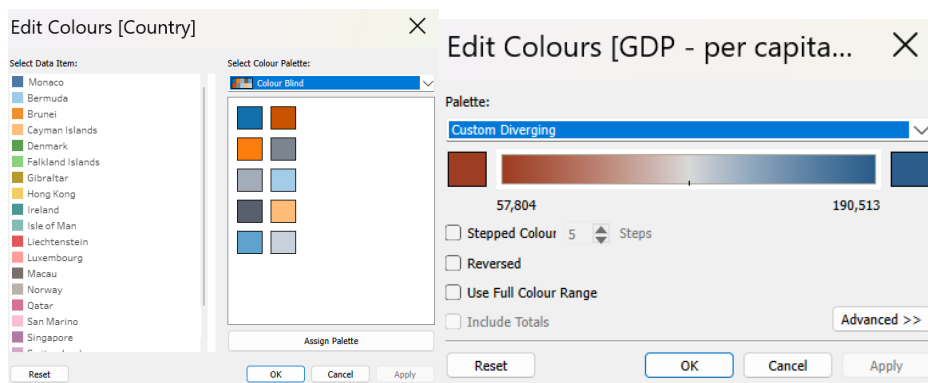 Edit Colours [Country]
Select Data Item:
Monaco
Bermuda
Brunei
Cayman Islands
Denmark
Falkland Islands
Gibraltar
Hong Kong
Ireland
Isle of Man
Liechtenstein
Luxembourg
Macau
Norway
Qatar
San Marino
Singapore
Reset
Select Colour Palette:
Colour Blind
Assign Palette
OK
Cancel
Apply
Edit Colours [GDP - per capita...
Palette:
Custom Diverging
57,804
190,513
Stepped Colour 5 Steps
Reversed
Use Full Colour Range
Include Totals
Advanced >>
Reset
OK
Cancel
Apply